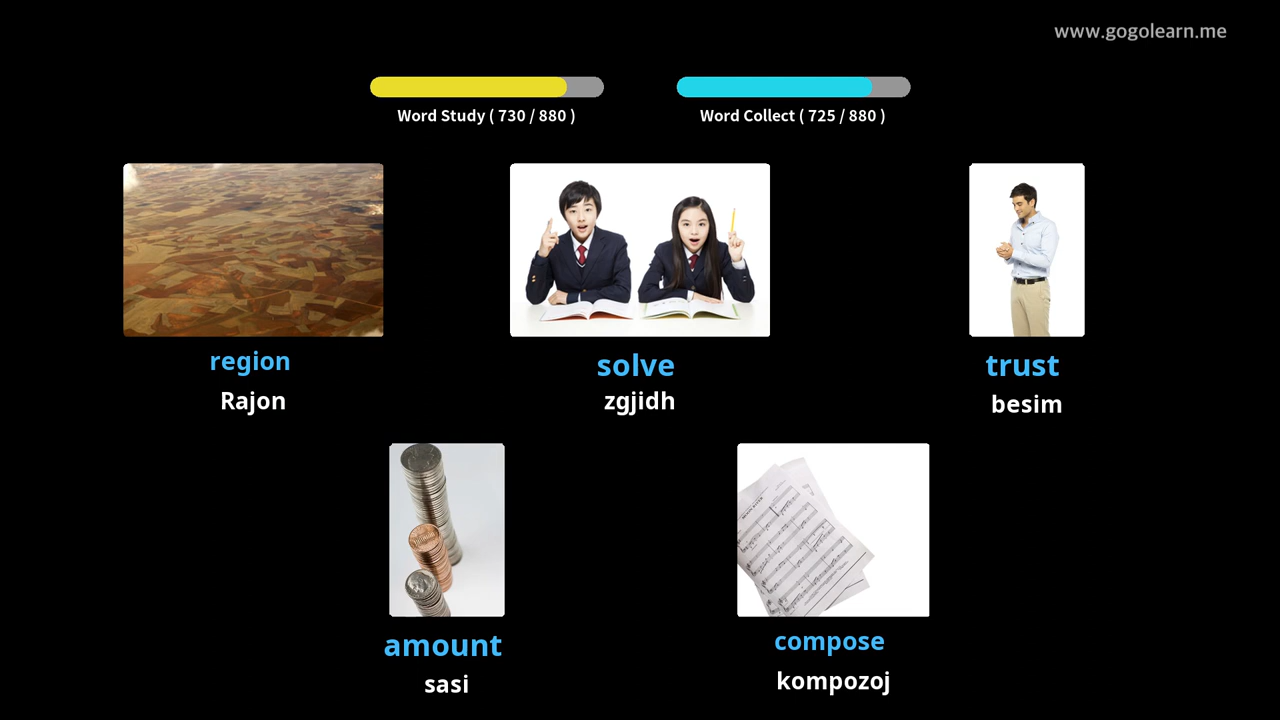 www.gogolearn.me
Word Study ( 730 / 880 )
Word Collect ( 725 / 880 )
region
Rajon
solve
zgjidh
trust
besim
amount
sasi
compose
kompozoj